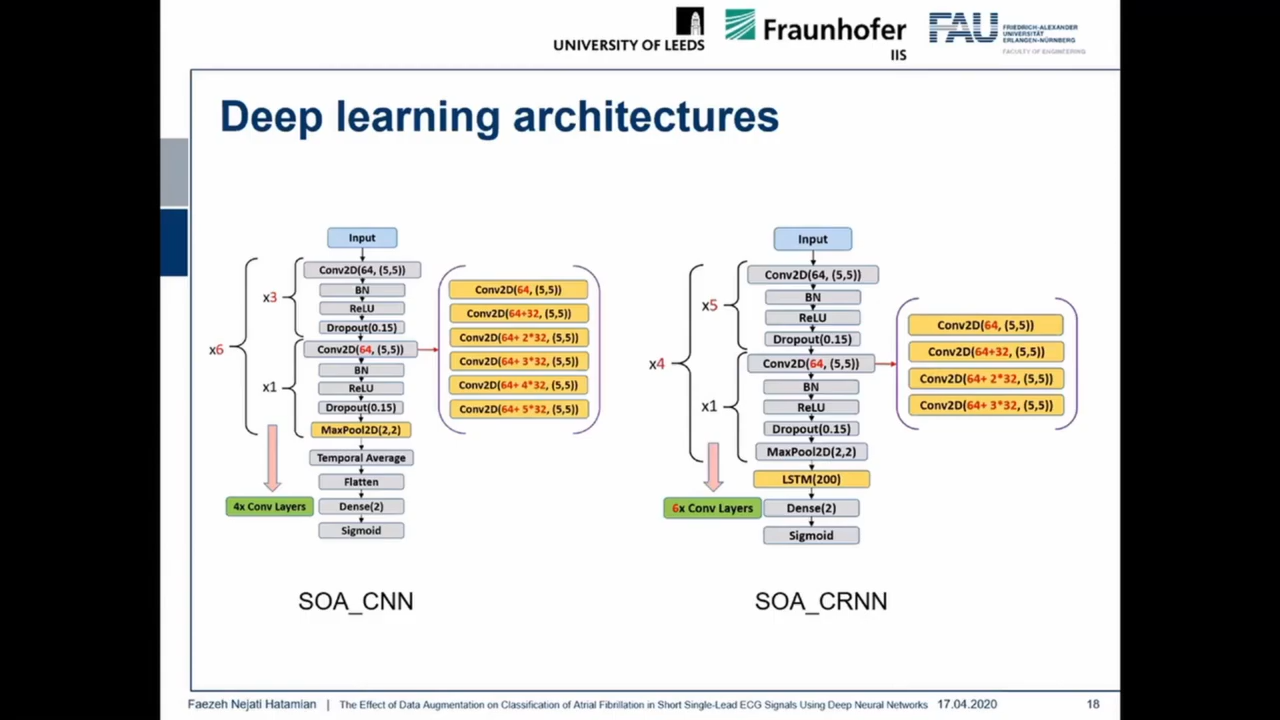 UNIVERSITY OF LEEDS
Fraunhofer
IIS
FAU
FRIEDRICH-ALEXANDER
UNIVERSITÄT
ERLANGEN-NÜRNBERG
FACULTY OF ENGINEERING
Deep learning architectures
Input
Conv2D(64, (5,5))
BN
ReLU
Dropout(0.15)
Conv2D(64, (5,5))
BN
ReLU
Dropout(0.15)
MaxPool2D(2,2)
Temporal Average
Flatten
Dense(2)
Sigmoid
x3
x6
x1
4x Conv Layers
Conv2D(64, (5,5))
Conv2D(64+32, (5,5))
Conv2D(64+ 2*32, (5,5))
Conv2D(64+ 3*32, (5,5))
Conv2D(64+ 4*32, (5,5))
Conv2D(64+ 5*32, (5,5))
SOA_CNN
Input
Conv2D(64, (5,5))
BN
ReLU
Dropout(0.15)
Conv2D(64, (5,5))
BN
ReLU
Dropout(0.15)
MaxPool2D(2,2)
LSTM(200)
Dense(2)
Sigmoid
x5
x4
x1
6x Conv Layers
Conv2D(64, (5,5))
Conv2D(64+32, (5,5))
Conv2D(64+ 2*32, (5,5))
Conv2D(64+ 3*32, (5,5))
SOA_CRNN
Faezeh Nejati Hatamian | The Effect of Data Augmentation on Classification of Atrial Fibrillation in Short Single-Lead ECG Signals Using Deep Neural Networks 17.04.2020 18